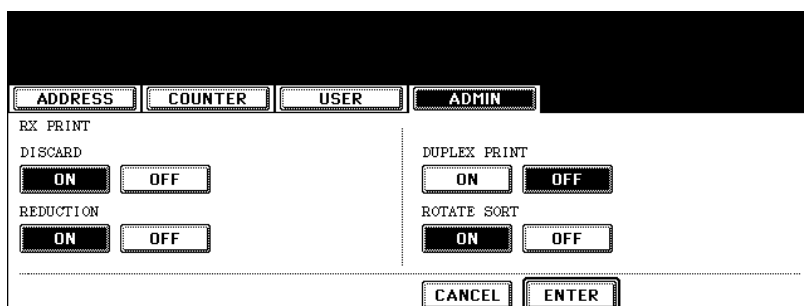 ADDRESS COUNTER USER ADMIN
RX PRINT
DISCARD
ON OFF
REDUCTION
ON OFF
DUPLEX PRINT
ON OFF
ROTATE SORT
ON OFF
CANCEL ENTER